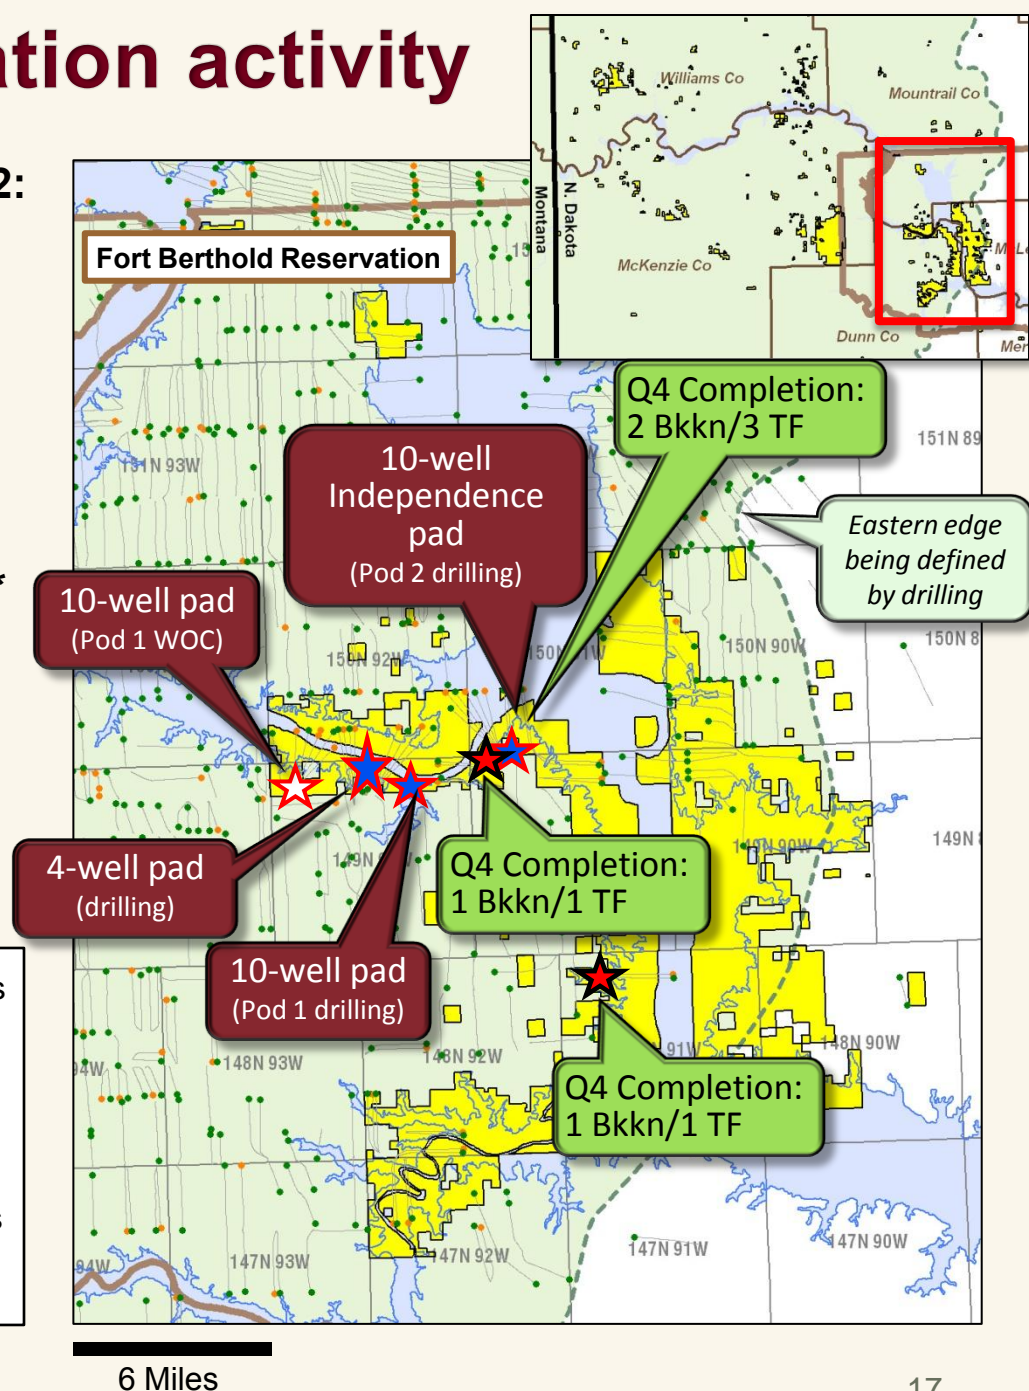 ation activity
2:
*
s
s
Williams Co
Mountrail Co
Montana
N. Dakota
McKenzie Co
Dunn Co
Mer
Fort Berthold Reservation
Q4 Completion:
2 Bkkn/3 TF
151N 89
151N 93W
10-well
Independence
pad
(Pod 2 drilling)
Eastern edge
being defined
by drilling
10-well pad
(Pod 1 WOC)
150N 92W
150N 90W
150N 8
4-well pad
(drilling)
Q4 Completion:
1 Bkkn/1 TF
149N 90W
149N
10-well pad
(Pod 1 drilling)
94W
148N 93W
148N 92W
91W
148N 90W
Q4 Completion:
1 Bkkn/1 TF
94W
147N 93W
147N 92W
147N 91W
147N 90W
6 Miles
17